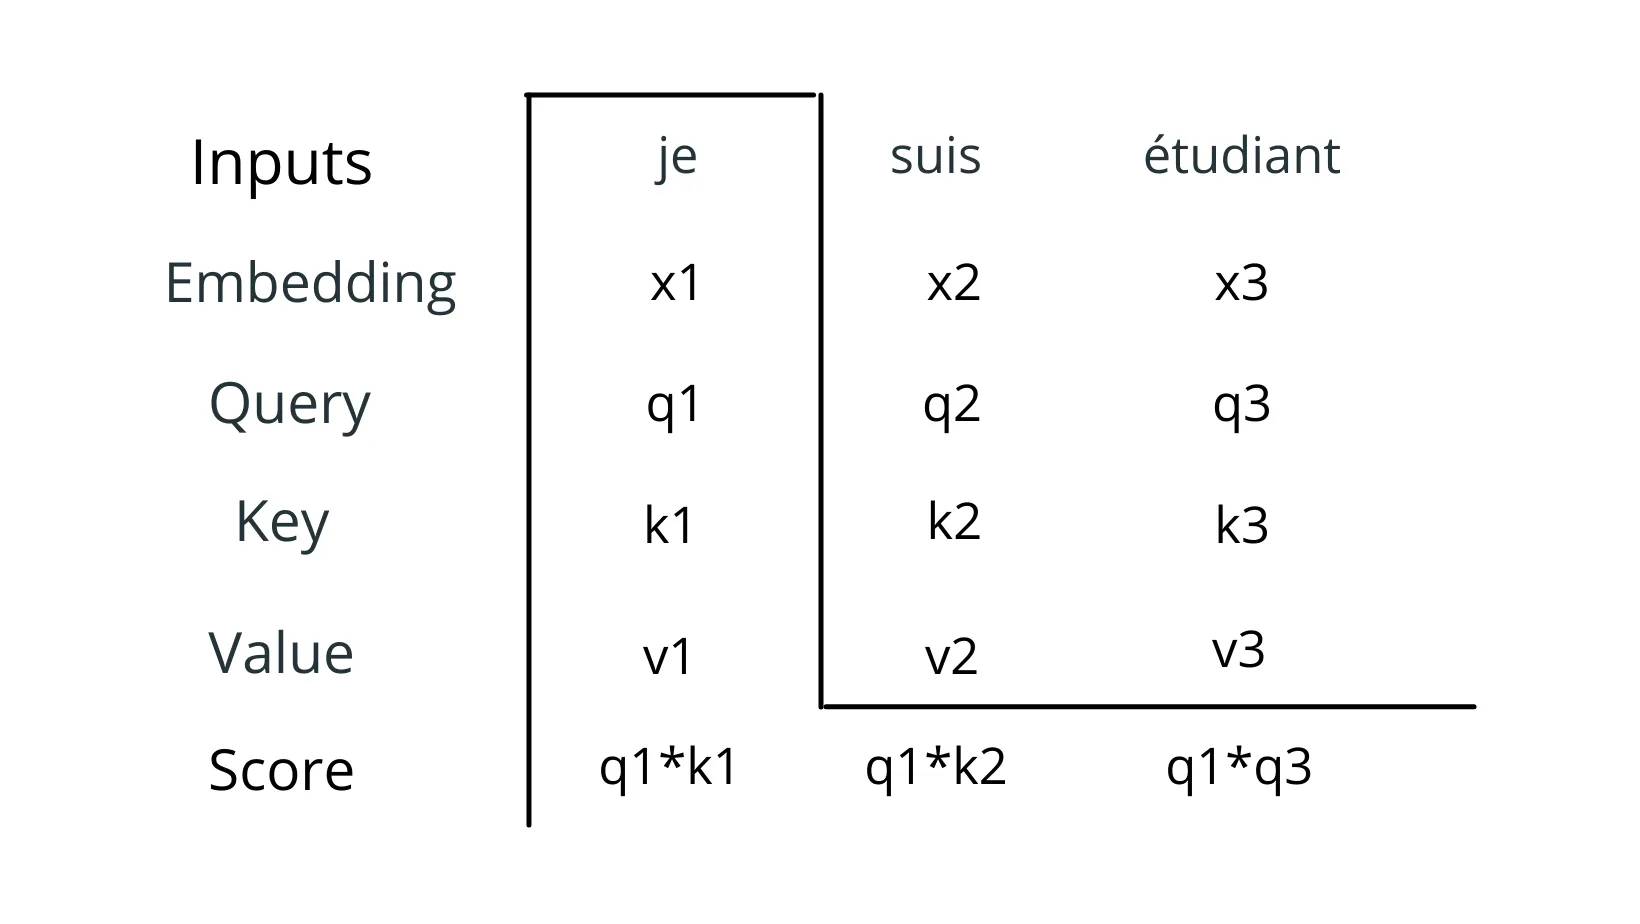 Inputs je suis étudiant
Embedding x1 x2 x3
Query q1 q2 q3
Key k1 k2 k3
Value v1 v2 v3
Score q1*k1 q1*k2 q1*q3